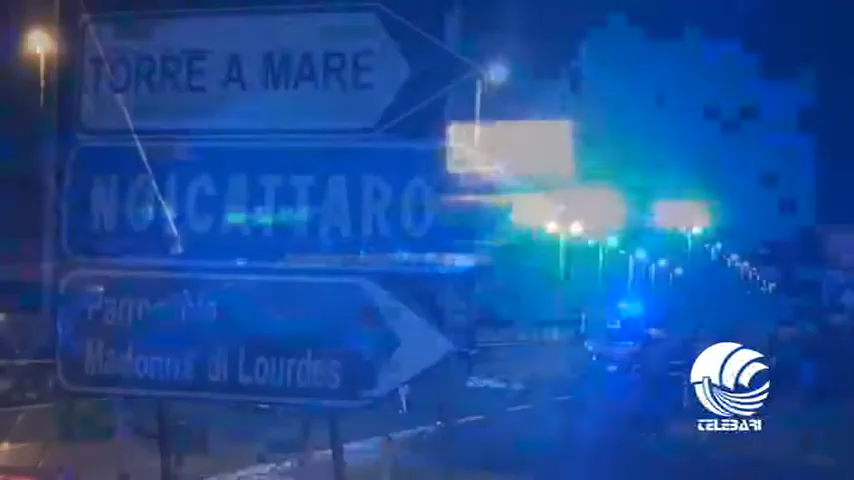 TORRE A MARE
NOICATTARO
Parrocchia
Madonna di Lourdes
TELEBARI